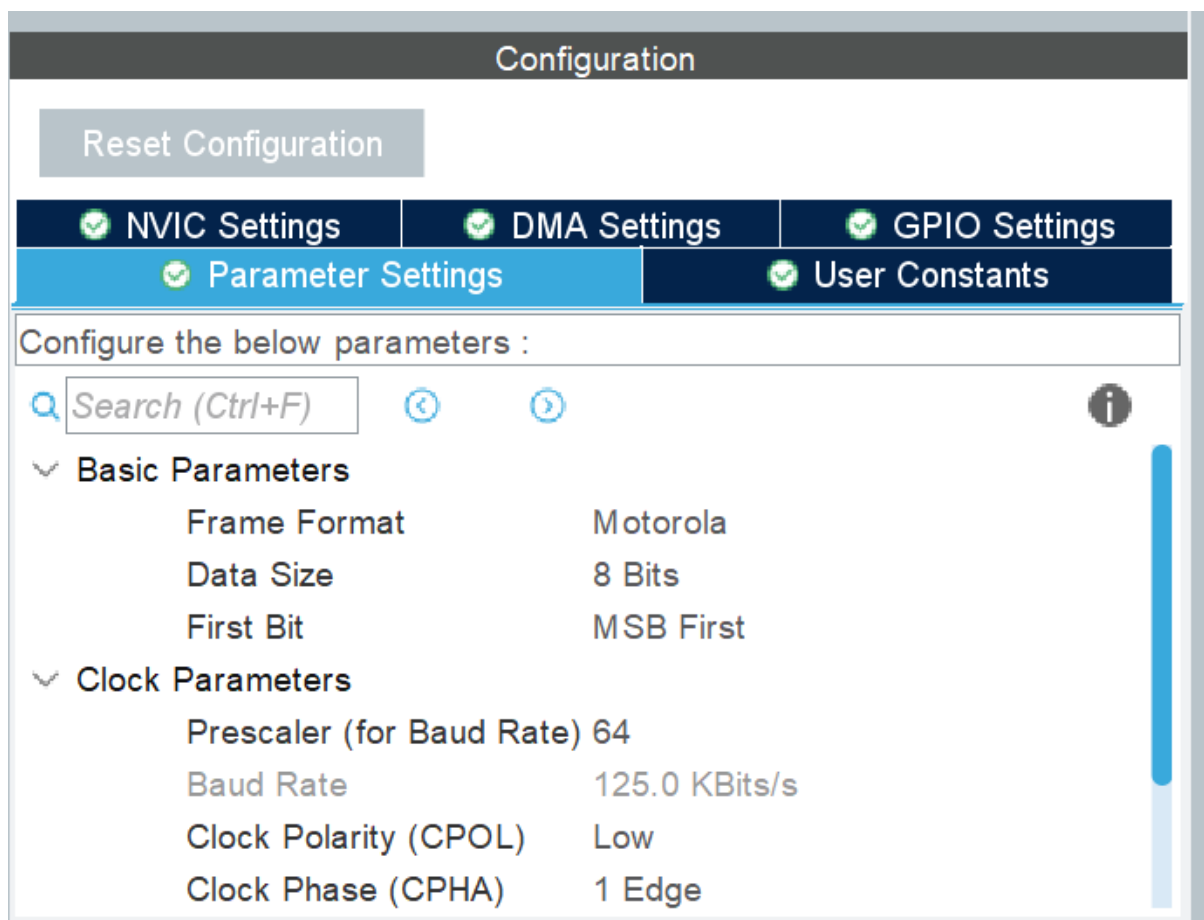 Configuration
Reset Configuration
NVIC Settings
DMA Settings
GPIO Settings
Parameter Settings
User Constants
Configure the below parameters :
Search (Ctrl+F)
Basic Parameters
Frame Format Motorola
Data Size 8 Bits
First Bit MSB First
Clock Parameters
Prescaler (for Baud Rate) 64
Baud Rate 125.0 KBits/s
Clock Polarity (CPOL) Low
Clock Phase (CPHA) 1 Edge